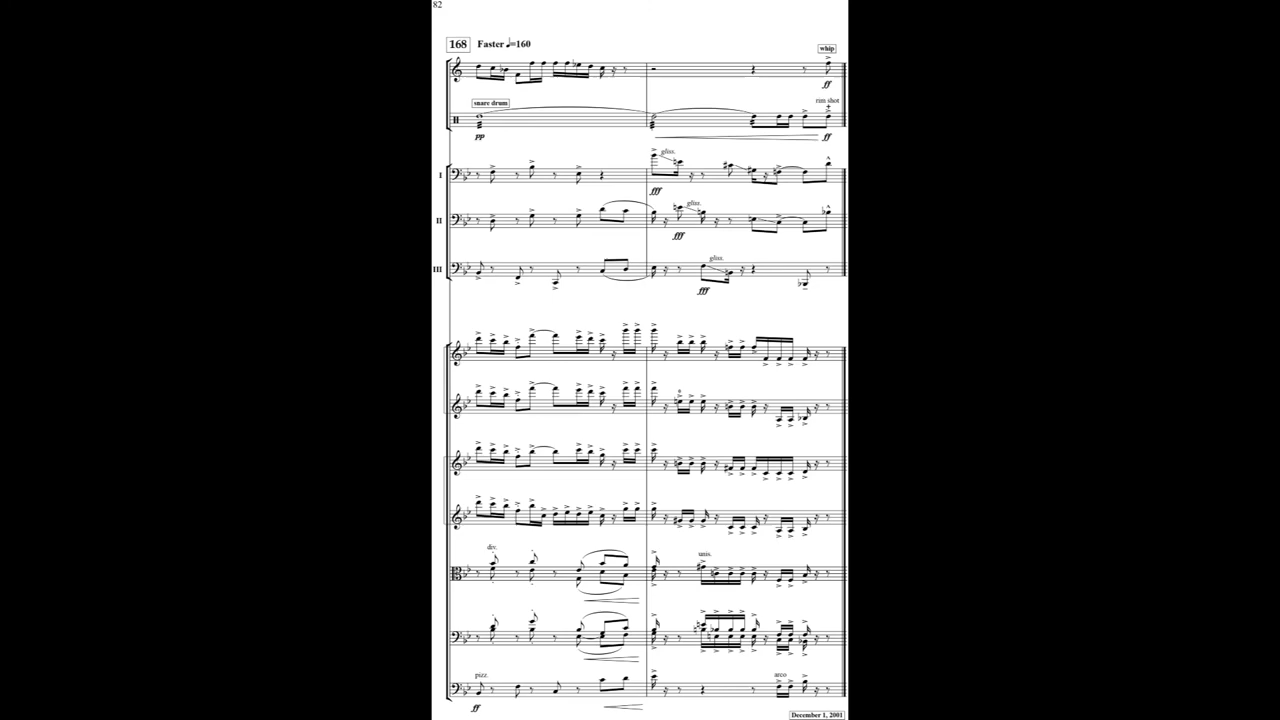 82
168 Faster ♩=160
whip
ff
snare drum
rim shot
pp
ff
I
gliss.
fff
II
gliss.
fff
III
gliss.
fff
div.
unis.
pizz.
arco
ff
December 1, 2001